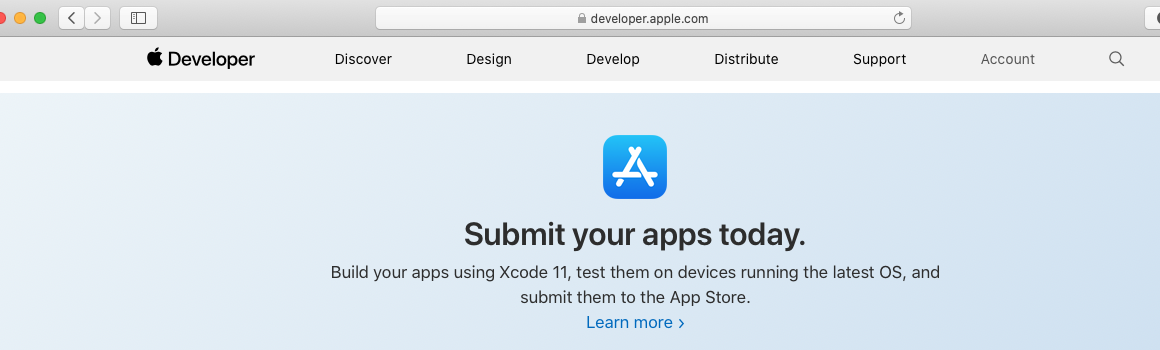 developer.apple.com
Developer
Discover
Design
Develop
Distribute
Support
Account
Submit your apps today.
Build your apps using Xcode 11, test them on devices running the latest OS, and
submit them to the App Store.
Learn more ›